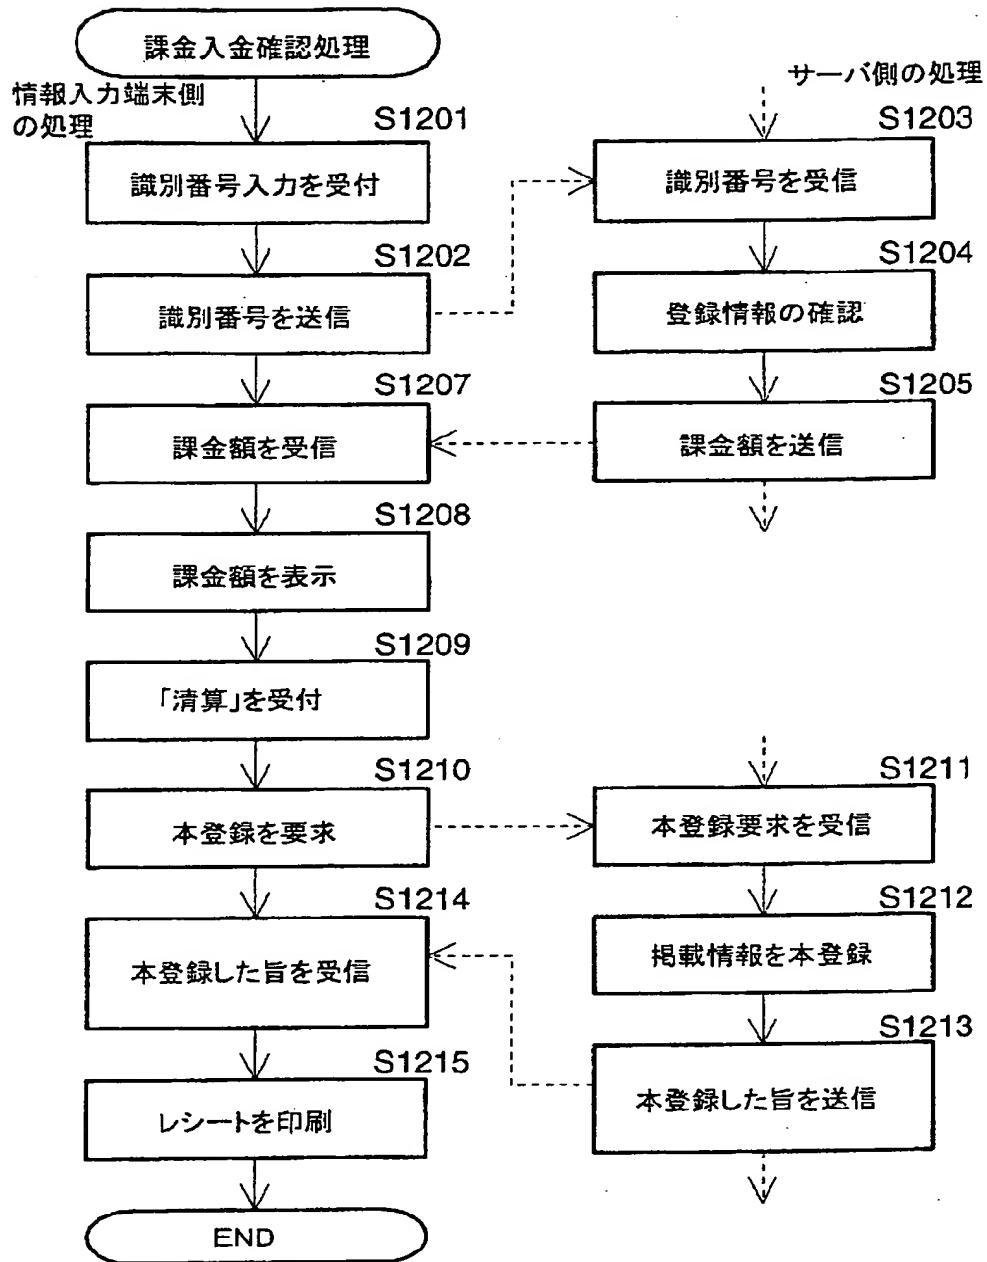 課金入金確認処理
情報入力端末側
の処理
サーバ側の処理
S1201
識別番号入力を受付
S1203
識別番号を受信
S1202
識別番号を送信
S1204
登録情報の確認
S1207
課金額を受信
S1205
課金額を送信
S1208
課金額を表示
S1209
「清算」を受付
S1210
本登録を要求
S1211
本登録要求を受信
S1214
本登録した旨を受信
S1212
掲載情報を本登録
S1213
本登録した旨を送信
S1215
レシートを印刷
END